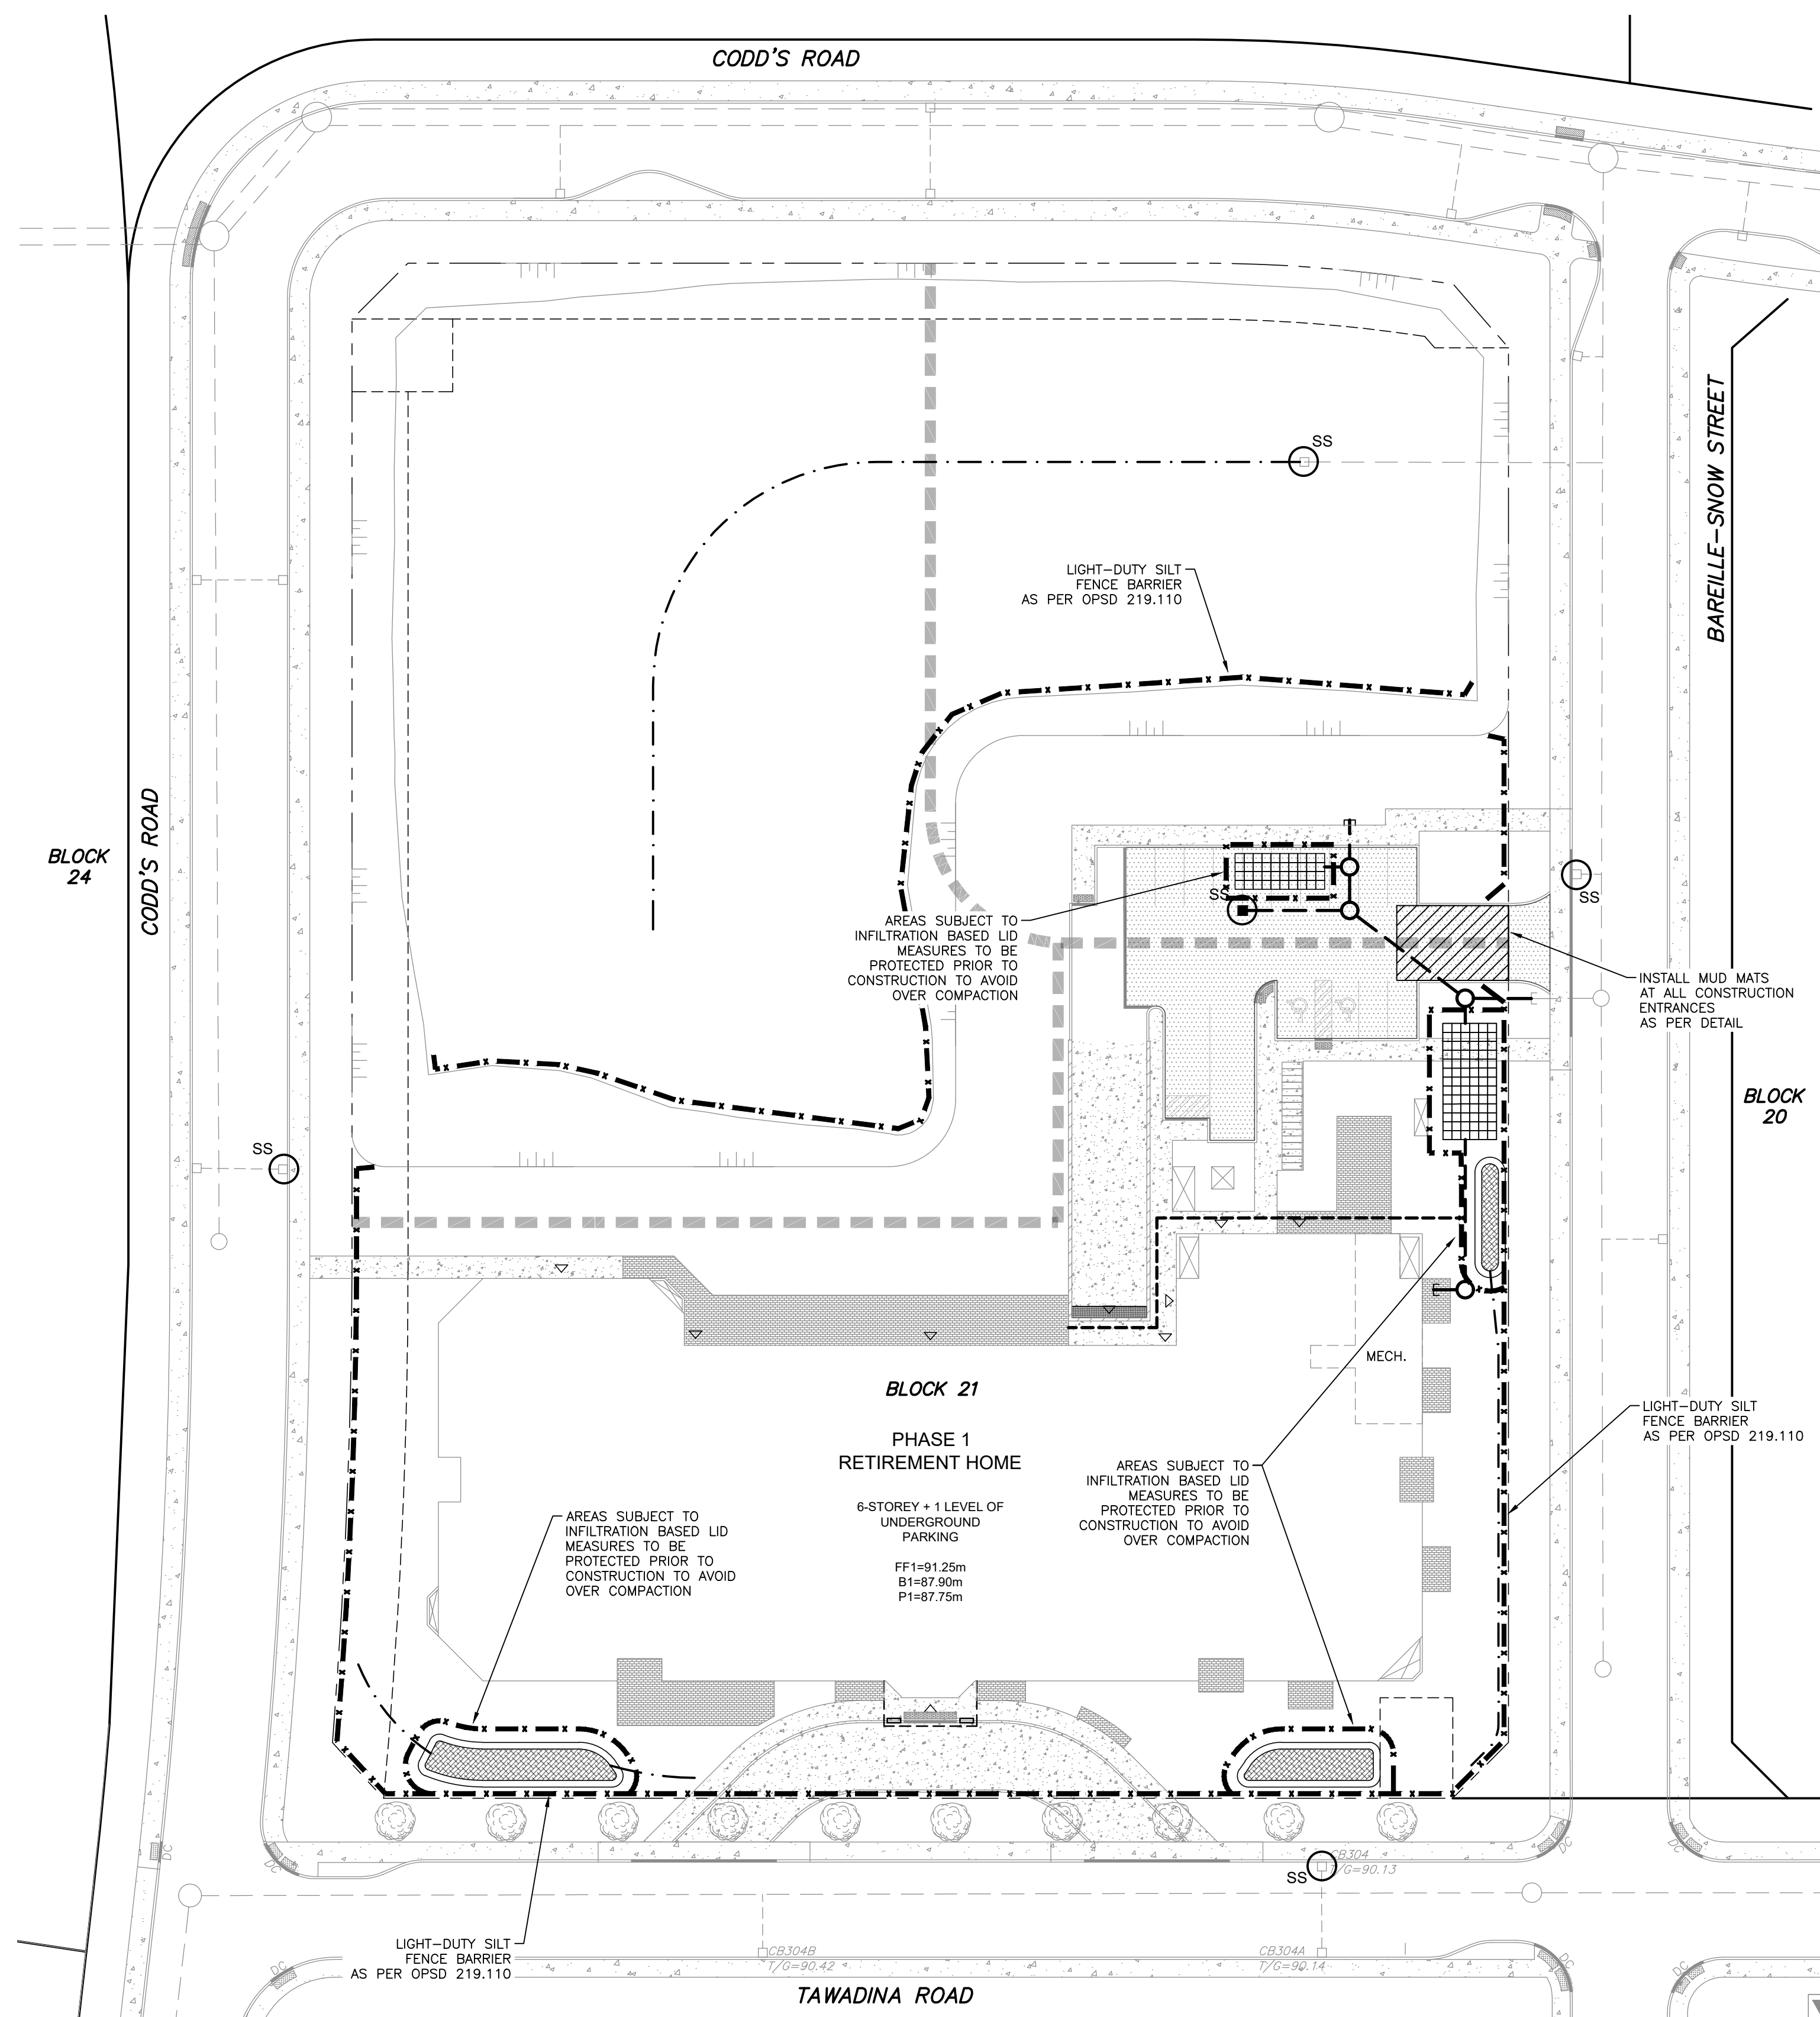 CODD'S ROAD
SS
LIGHT-DUTY SILT
FENCE BARRIER
AS PER OPSD 219.110
BAREILLE-SNOW STREET
CODD'S ROAD
BLOCK
24
SS
SS
AREAS SUBJECT TO
INFILTRATION BASED LID
MEASURES TO BE
PROTECTED PRIOR TO
CONSTRUCTION TO AVOID
OVER COMPACTION
INSTALL MUD MATS
AT ALL CONSTRUCTION
ENTRANCES
AS PER DETAIL
BLOCK
20
SS
MECH.
BLOCK 21
PHASE 1
RETIREMENT HOME
6-STOREY + 1 LEVEL OF
UNDERGROUND
PARKING
FF1=91.25m
B1=87.90m
P1=87.75m
LIGHT-DUTY SILT
FENCE BARRIER
AS PER OPSD 219.110
AREAS SUBJECT TO
INFILTRATION BASED LID
MEASURES TO BE
PROTECTED PRIOR TO
CONSTRUCTION TO AVOID
OVER COMPACTION
AREAS SUBJECT TO
INFILTRATION BASED LID
MEASURES TO BE
PROTECTED PRIOR TO
CONSTRUCTION TO AVOID
OVER COMPACTION
DC
DC
DC
DC
CB304
T/G=90.13
SS
LIGHT-DUTY SILT
FENCE BARRIER
AS PER OPSD 219.110
CB304B
T/G=90.42
CB304A
T/G=90.14
DC
DC
DC
TAWADINA ROAD